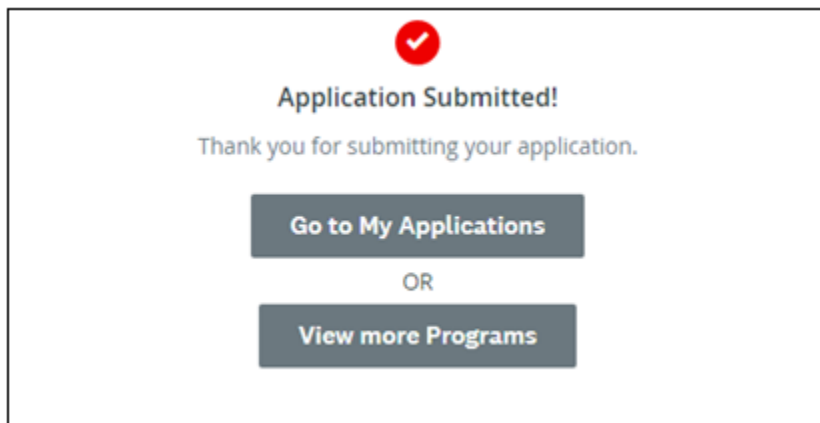 Application Submitted!
Thank you for submitting your application.
Go to My Applications
OR
View more Programs